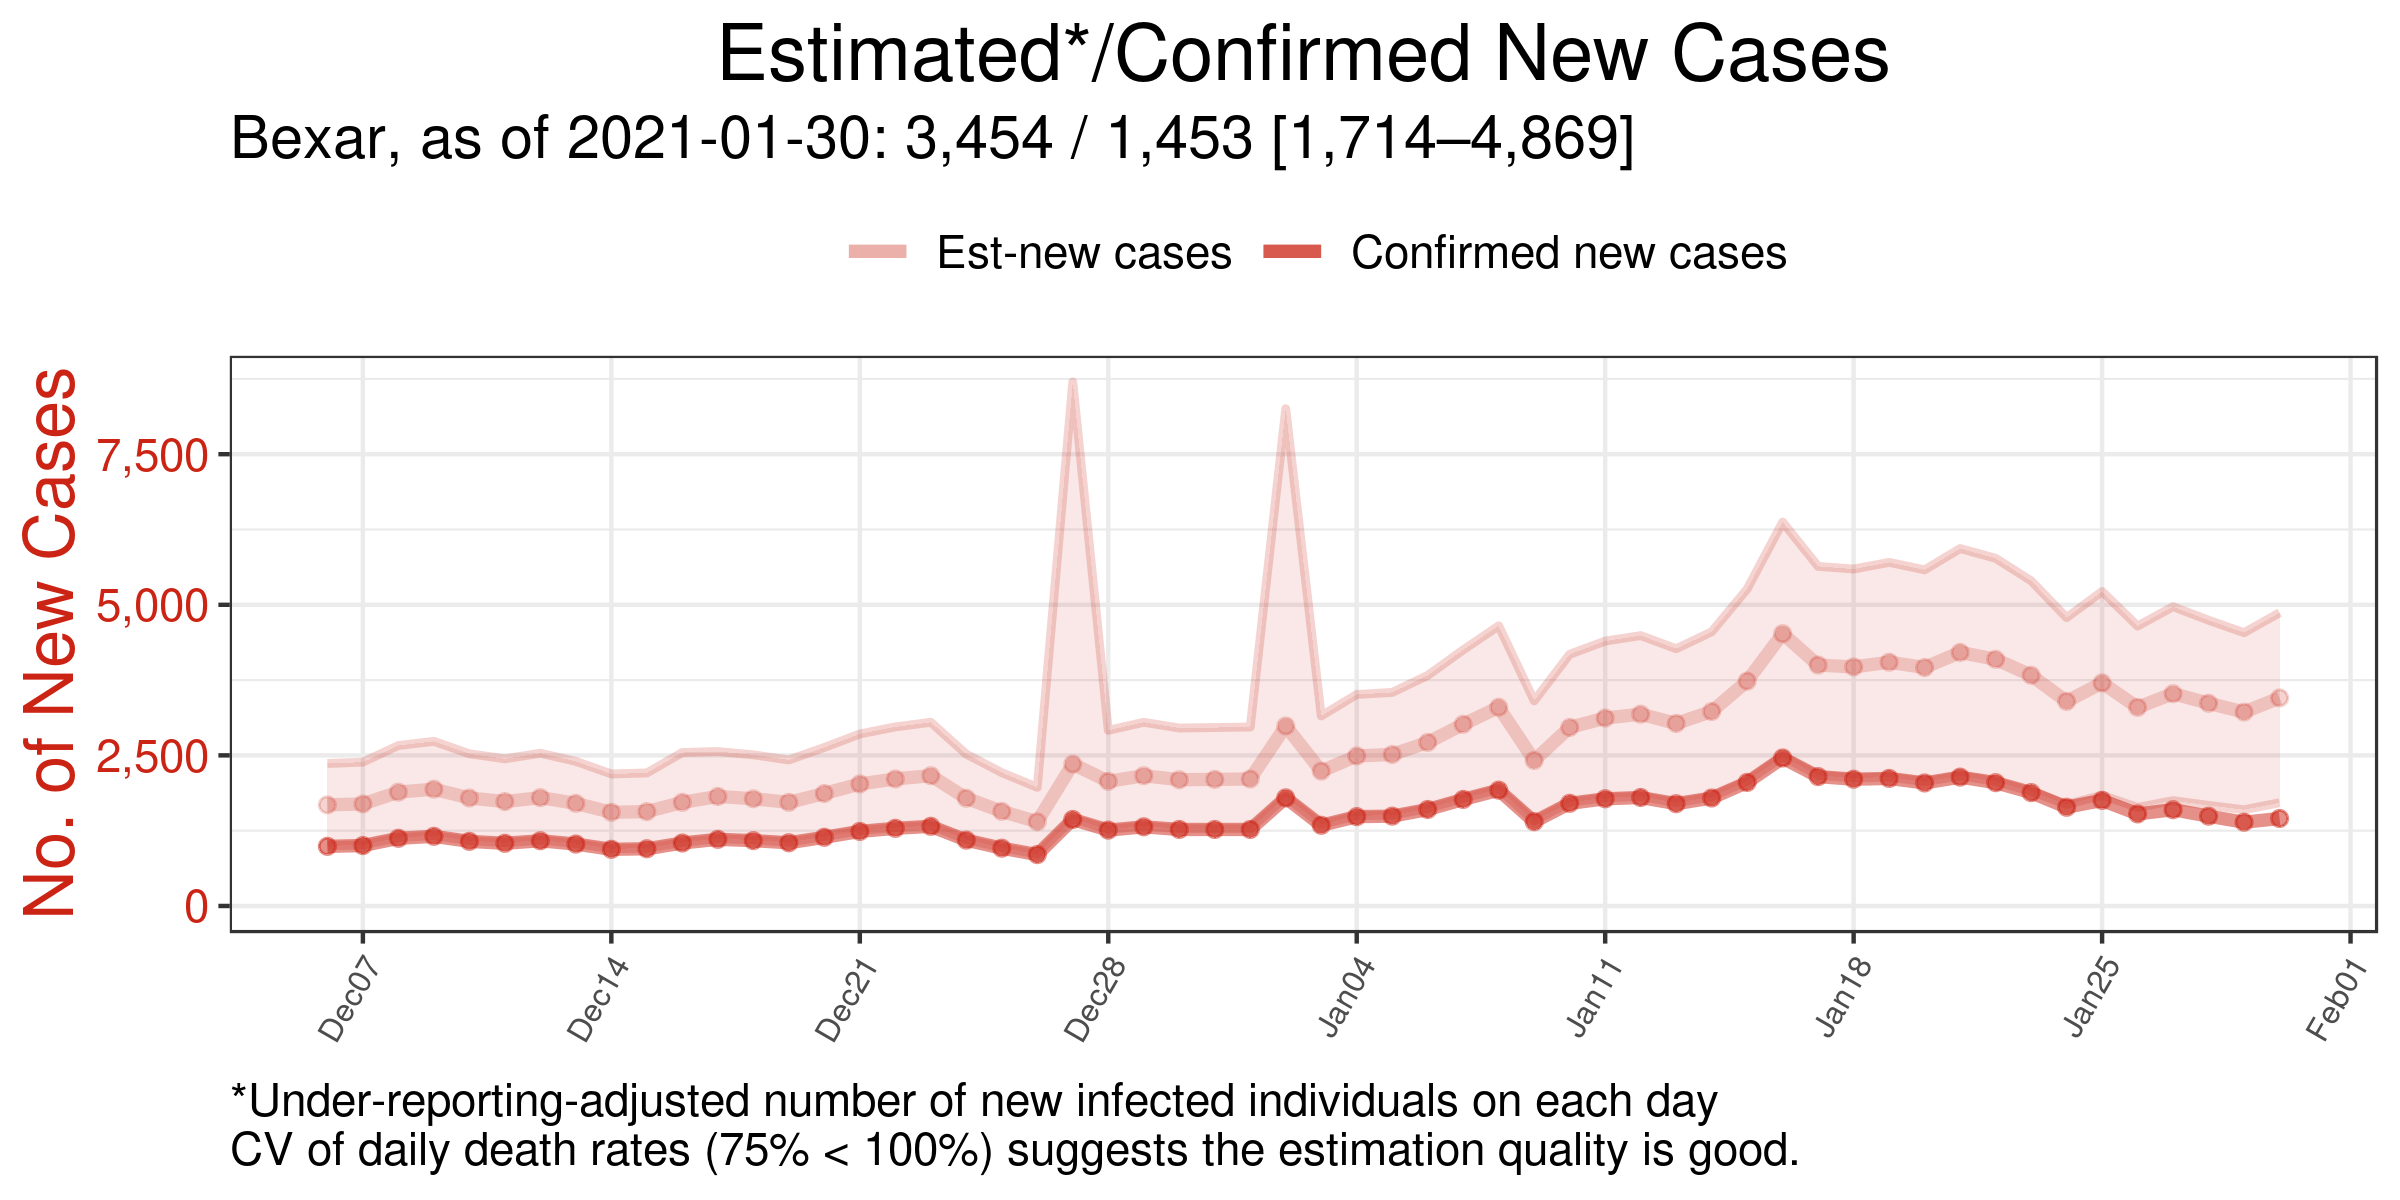 Estimated*/Confirmed New Cases
Bexar, as of 2021-01-30: 3,454 / 1,453 [1,714–4,869]
Est-new cases
Confirmed new cases
No. of New Cases
7,500
5,000
2,500
0
Dec07
Dec14
Dec21
Dec28
Jan04
Jan11
Jan18
Jan25
Feb01
*Under-reporting-adjusted number of new infected individuals on each day
CV of daily death rates (75% < 100%) suggests the estimation quality is good.